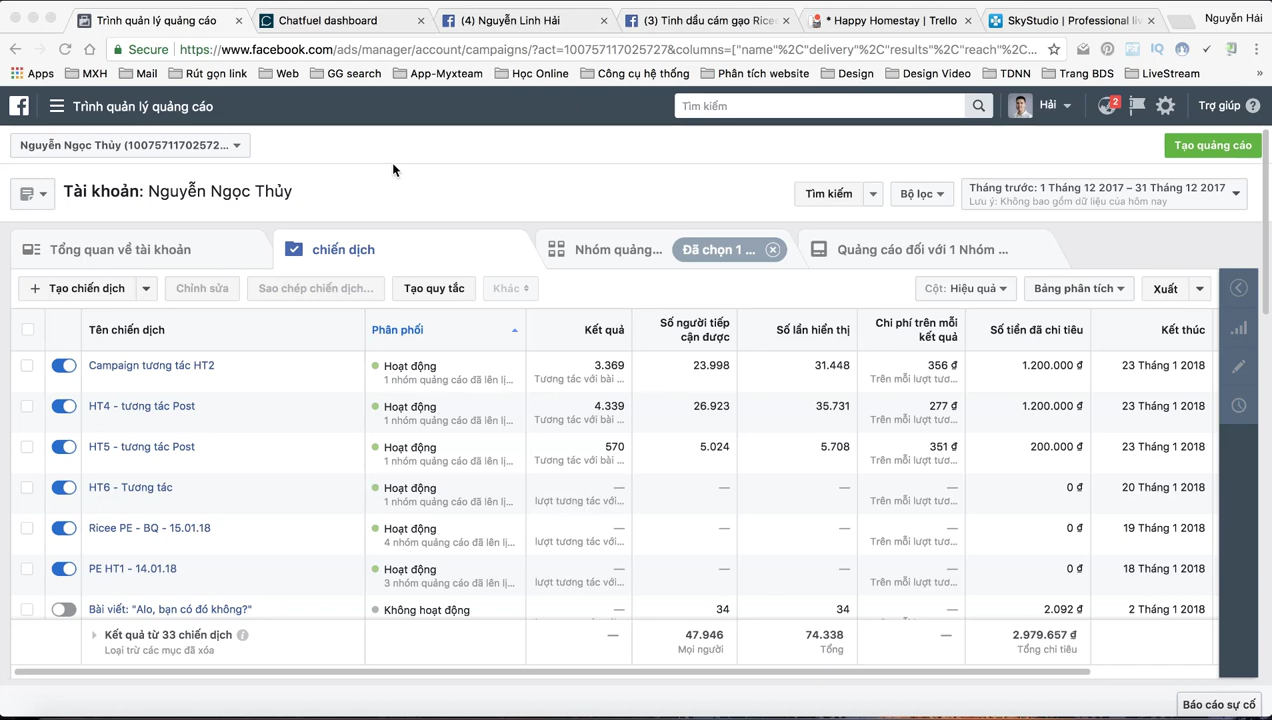 Trình quản lý quảng cáo
Chatfuel dashboard
(4) Nguyễn Linh Hải
(3) Tinh dầu cám gạo Rice
* Happy Homestay | Trello
SkyStudio | Professional liv
Nguyễn Hải
Secure
https://www.facebook.com/ads/manager/account/campaigns/?act=100757117025727&columns=["name"%2C"delivery"%2C"results"%2C"reach"%2C...
Apps
MXH
Mail
Rút gọn link
Web
GG search
App-Myxteam
Học Online
Công cụ hệ thống
Phân tích website
Design
Design Video
TDNN
Trang BDS
LiveStream
»
Trình quản lý quảng cáo
Tìm kiếm
Hải
2
Trợ giúp
Nguyễn Ngọc Thủy (10075711702572...
Tạo quảng cáo
Tài khoản: Nguyễn Ngọc Thủy
Tìm kiếm
Bộ lọc
Tháng trước: 1 Tháng 12 2017 – 31 Tháng 12 2017
Lưu ý: Không bao gồm dữ liệu của hôm nay
Tổng quan về tài khoản
chiến dịch
Nhóm quảng...
Đã chọn 1 ...
Quảng cáo đối với 1 Nhóm ...
+ Tạo chiến dịch
Chỉnh sửa
Sao chép chiến dịch...
Tạo quy tắc
Khác
Cột: Hiệu quả
Bảng phân tích
Xuất
Tên chiến dịch
Phân phối
Kết quả
Số người tiếp
cận được
Số lần hiển thị
Chi phí trên mỗi
kết quả
Số tiền đã chi tiêu
Kết thúc
Campaign tương tác HT2
Hoạt động
3.369
23.998
31.448
356 ₫
1.200.000 ₫
23 Tháng 1 2018
1 nhóm quảng cáo đã lên lị...
Tương tác với bài ...
Trên mỗi lượt tươ...
HT4 - tương tác Post
Hoạt động
4.339
26.923
35.731
277 ₫
1.200.000 ₫
23 Tháng 1 2018
1 nhóm quảng cáo đã lên lị...
Tương tác với bài ...
Trên mỗi lượt tươ...
HT5 - tương tác Post
Hoạt động
570
5.024
5.708
351 ₫
200.000 ₫
23 Tháng 1 2018
1 nhóm quảng cáo đã lên lị...
Tương tác với bài ...
Trên mỗi lượt tươ...
HT6 - Tương tác
Hoạt động
—
—
—
—
0 ₫
20 Tháng 1 2018
1 nhóm quảng cáo đã lên lị...
lượt tương tác với...
Trên mỗi lượt tươ...
Ricee PE - BQ - 15.01.18
Hoạt động
—
—
—
—
0 ₫
19 Tháng 1 2018
4 nhóm quảng cáo đã lên lị...
lượt tương tác với...
Trên mỗi lượt tươ...
PE HT1 - 14.01.18
Hoạt động
—
—
—
—
0 ₫
18 Tháng 1 2018
3 nhóm quảng cáo đã lên lị...
lượt tương tác với...
Trên mỗi lượt tươ...
Bài viết: "Alo, bạn có đó không?"
Không hoạt động
—
34
34
—
2.092 ₫
2 Tháng 1 2018
Kết quả từ 33 chiến dịch
—
47.946
74.338
—
2.979.657 ₫
Loại trừ các mục đã xóa
Mọi người
Tổng
Tổng chi tiêu
Báo cáo sự cố